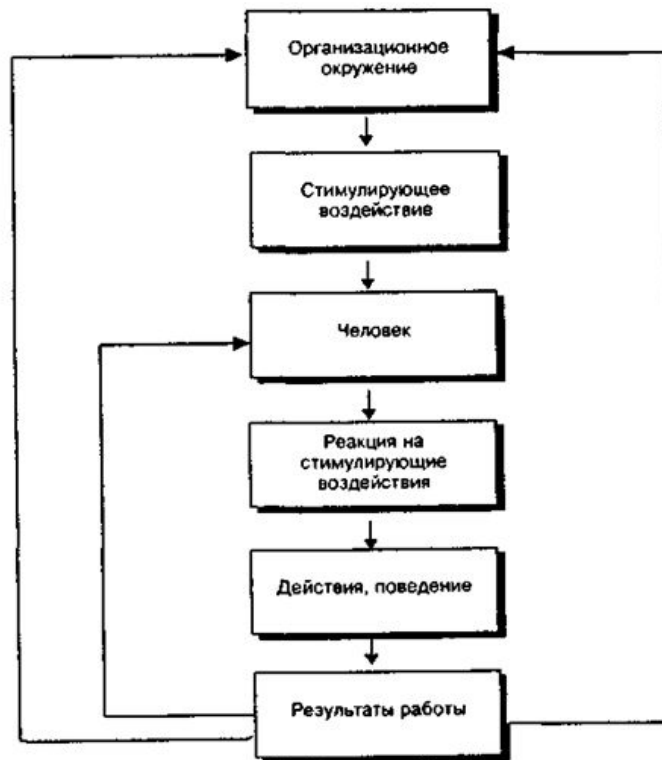 Организационное
окружение
Стимулирующее
воздействие
Человек
Реакция на
стимулирующие
воздействия
Действия, поведение
Результаты работы